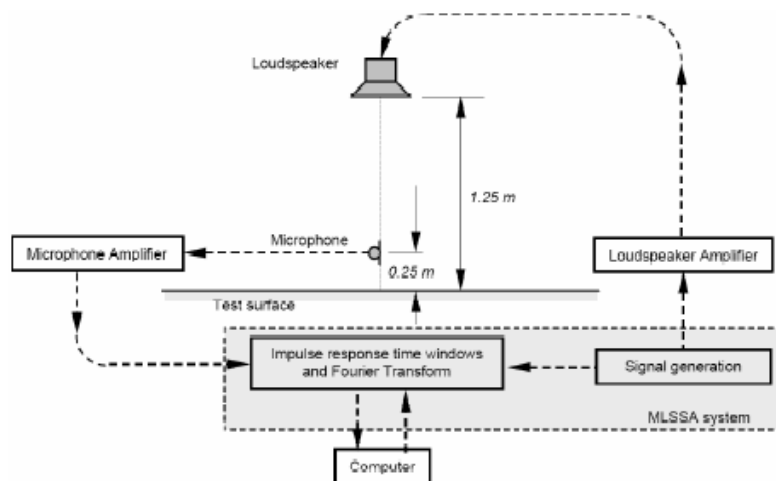 Loudspeaker
1.25 m
Microphone Amplifier
Microphone
0.25 m
Loudspeaker Amplifier
Test surface
Impulse response time windows
and Fourier Transform
Signal generation
MLSSA system
Computer